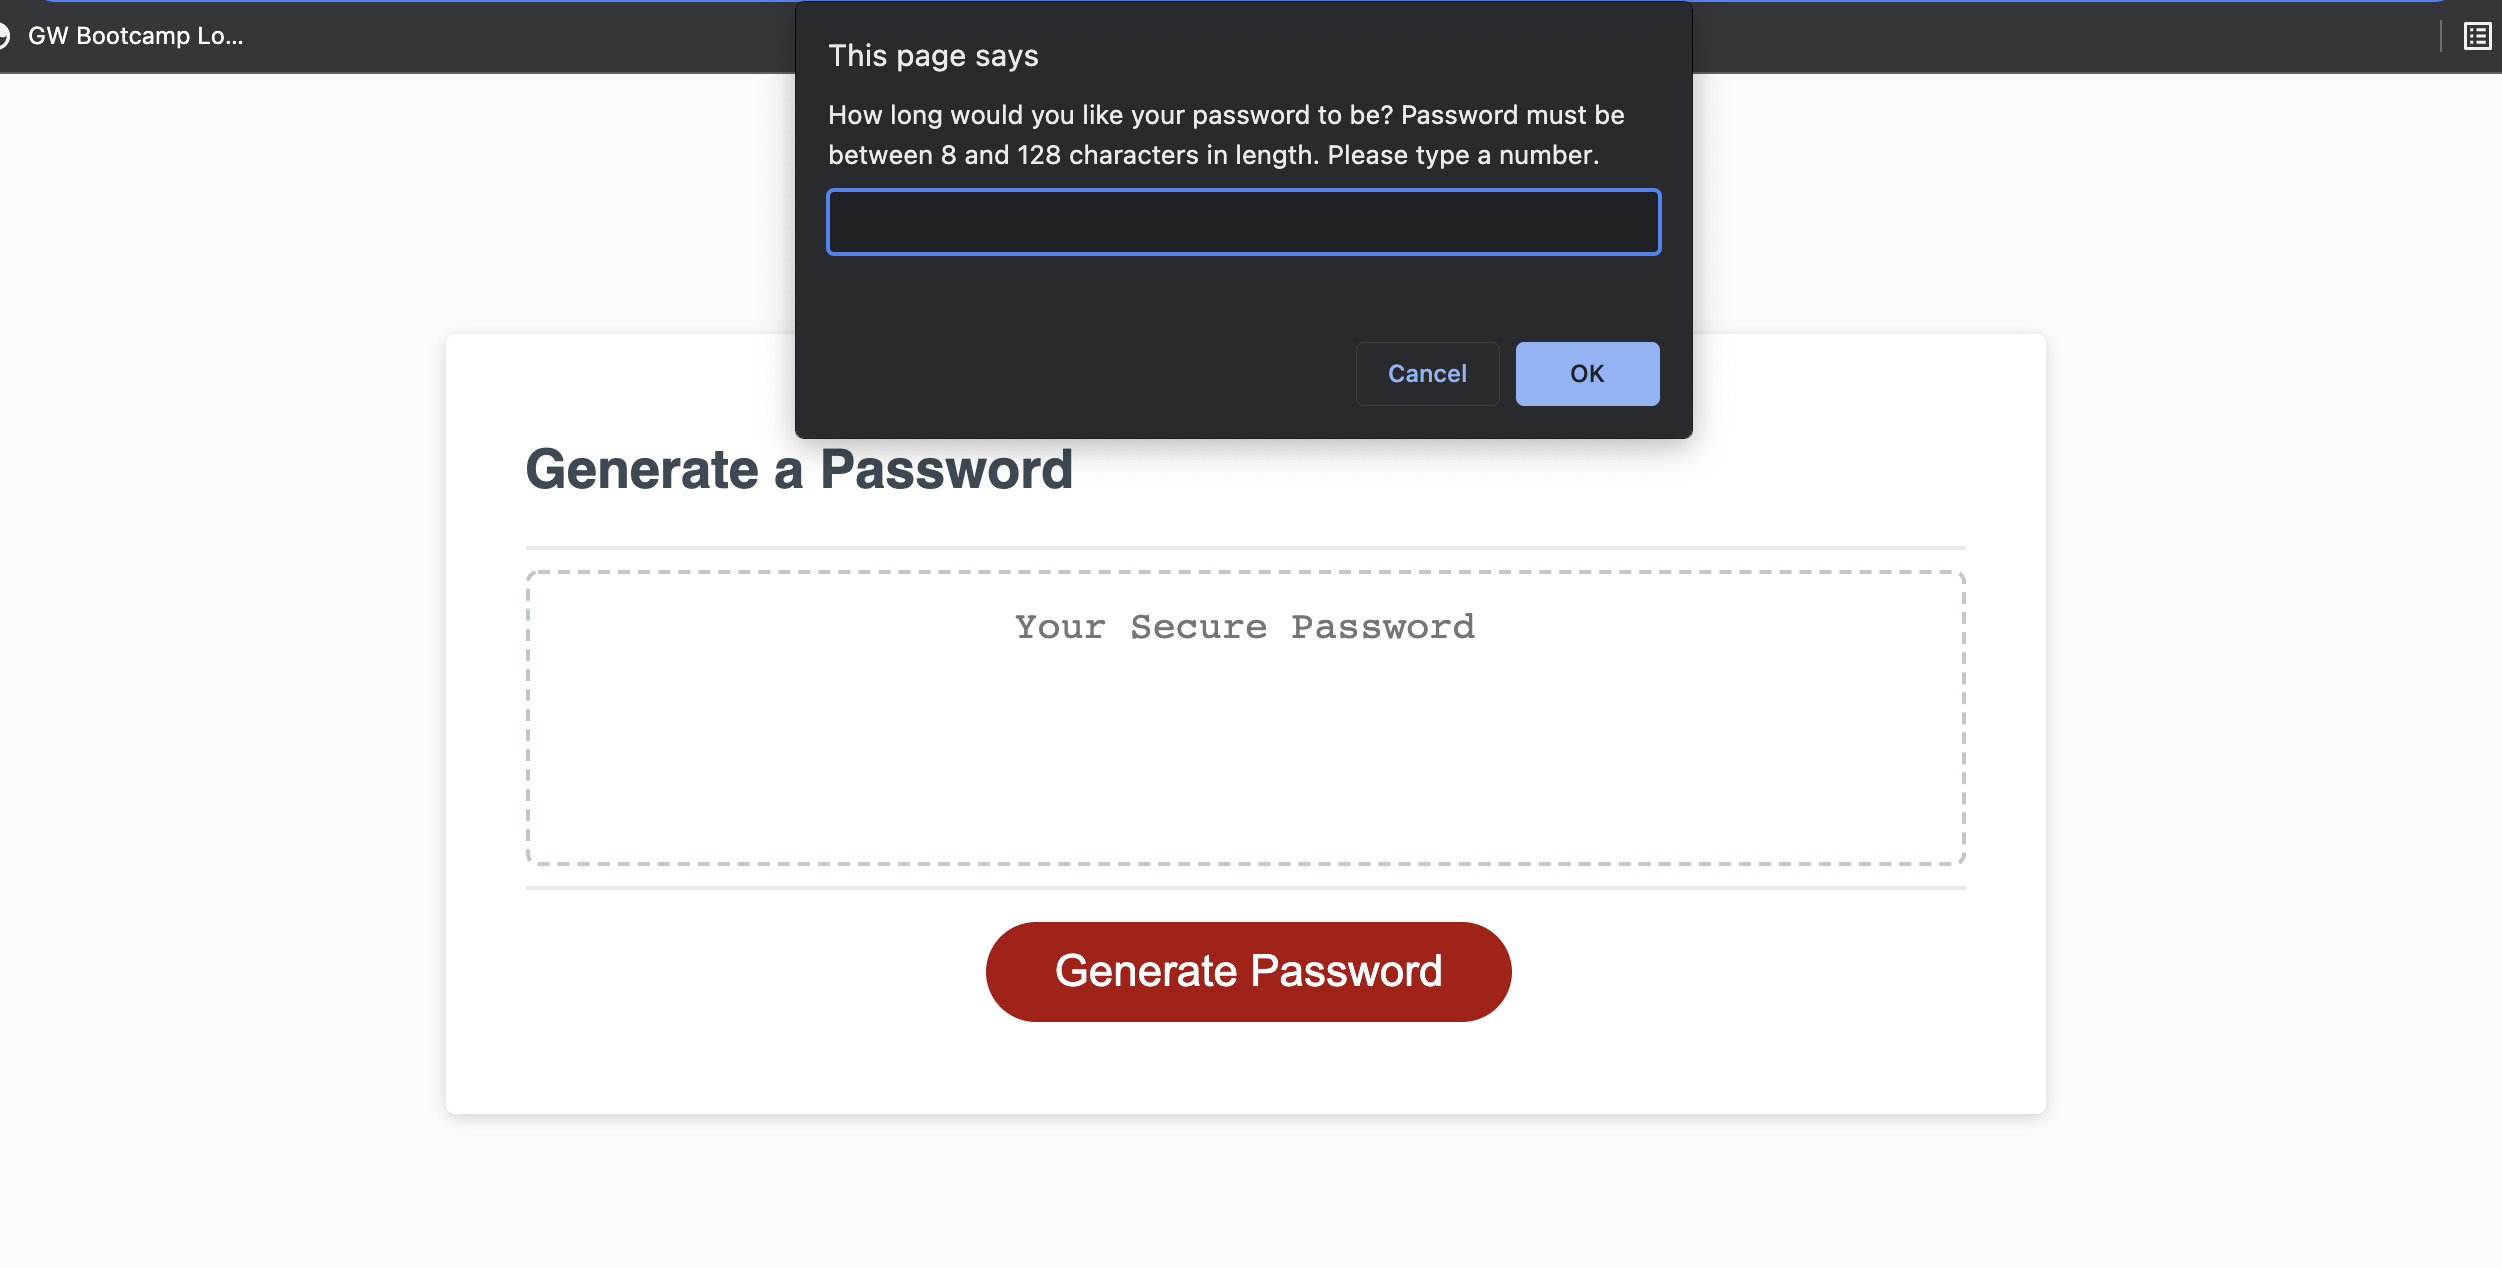 GW Bootcamp Lo...
This page says
How long would you like your password to be? Password must be
between 8 and 128 characters in length. Please type a number.
Cancel
OK
Generate a Password
Your Secure Password
Generate Password